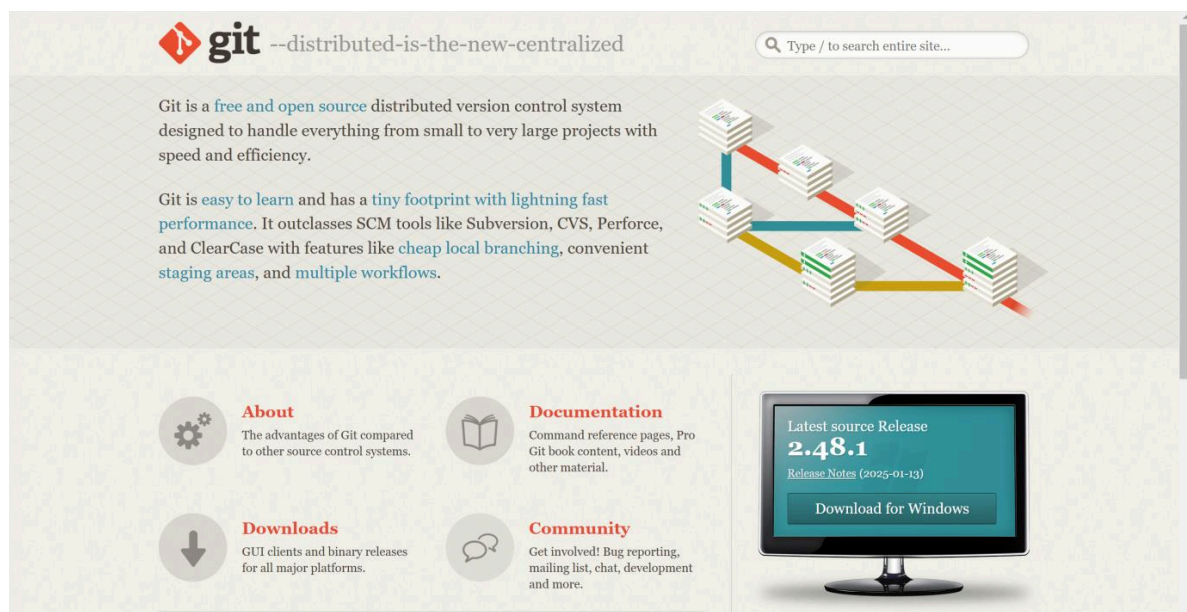 git --distributed-is-the-new-centralized
Type / to search entire site...
Git is a free and open source distributed version control system
designed to handle everything from small to very large projects with
speed and efficiency.
Git is easy to learn and has a tiny footprint with lightning fast
performance. It outclasses SCM tools like Subversion, CVS, Perforce,
and ClearCase with features like cheap local branching, convenient
staging areas, and multiple workflows.
About
The advantages of Git compared
to other source control systems.
Documentation
Command reference pages, Pro
Git book content, videos and
other material.
Downloads
GUI clients and binary releases
for all major platforms.
Community
Get involved! Bug reporting,
mailing list, chat, development
and more.
Latest source Release
2.48.1
Release Notes (2025-01-13)
Download for Windows